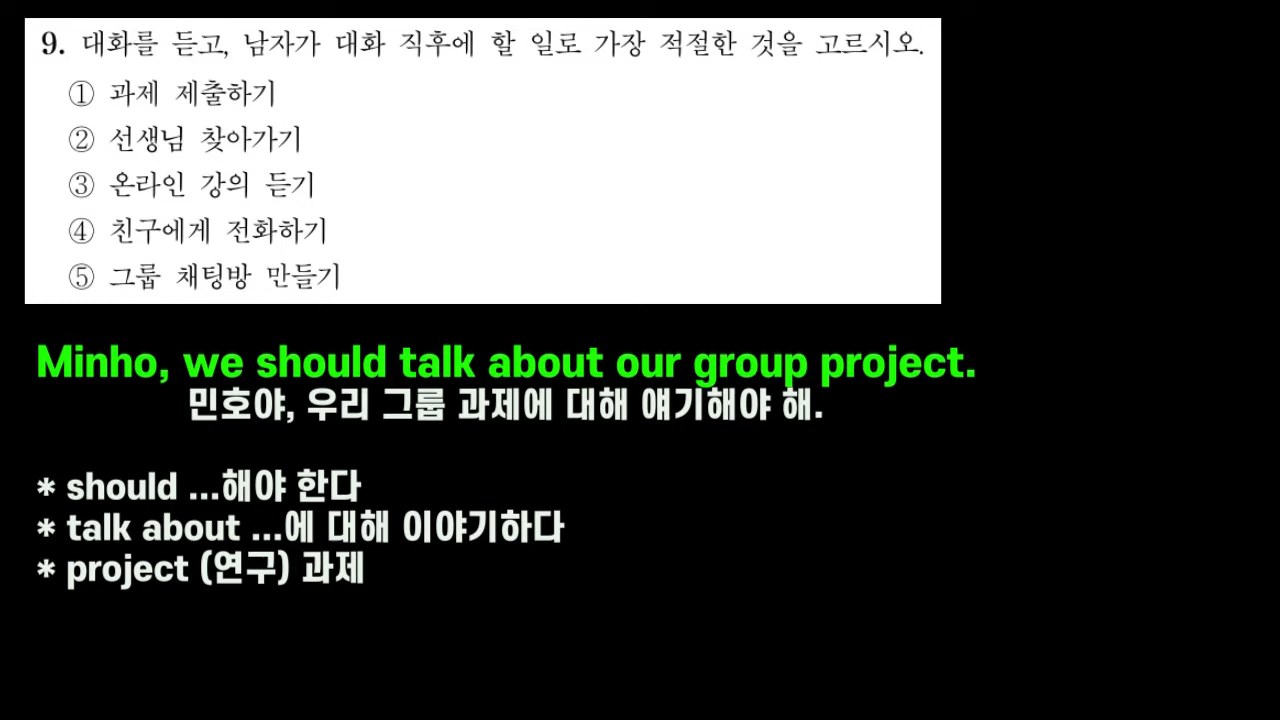 9. 대화를 듣고, 남자가 대화 직후에 할 일로 가장 적절한 것을 고르시오.
① 과제 제출하기
② 선생님 찾아가기
③ 온라인 강의 듣기
④ 친구에게 전화하기
⑤ 그룹 채팅방 만들기
Minho, we should talk about our group project.
민호야, 우리 그룹 과제에 대해 얘기해야 해.
* should ...해야 한다
* talk about ...에 대해 이야기하다
* project (연구) 과제